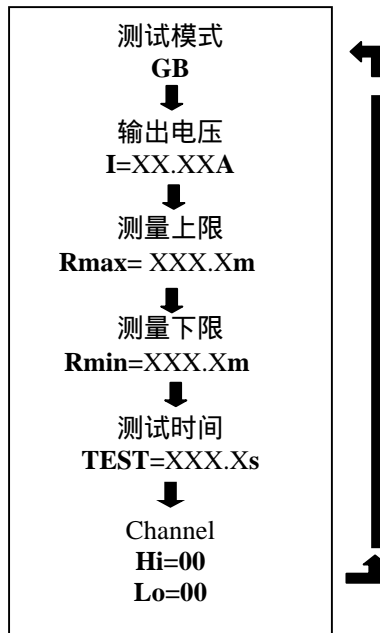 测试模式
GB
输出电压
I=XX.XXA
测量上限
Rmax= XXX.Xm
测量下限
Rmin=XXX.Xm
测试时间
TEST=XXX.Xs
Channel
Hi=00
Lo=00